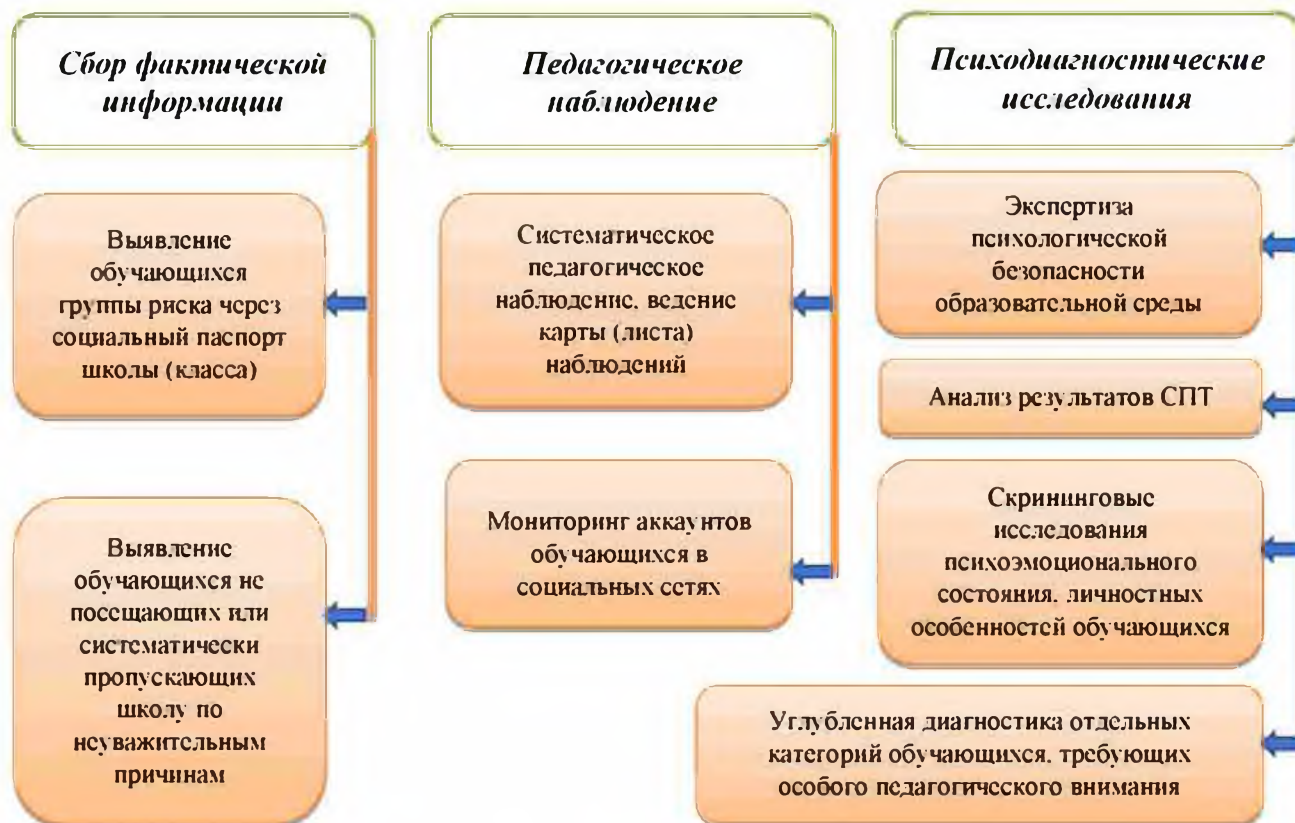 Сбор фактической
информации
Выявление
обучающихся
группы риска через
социальный паспорт
школы (класса)
Выявление
обучающихся не
посещающих или
систематически
пропускающих
школу по
неуважительным
причинам
Педагогическое
наблюдение
Систематическое
педагогическое
наблюдение, ведение
карты (листа)
наблюдений
Мониторинг аккаунтов
обучающихся в
социальных сетях
Психодиагностические
исследования
Экспертиза
психологической
безопасности
образовательной среды
Анализ результатов СПТ
Скрининговые
исследования
психоэмоционального
состояния, личностных
особенностей обучающихся
Углубленная диагностика отдельных
категорий обучающихся, требующих
особого педагогического внимания